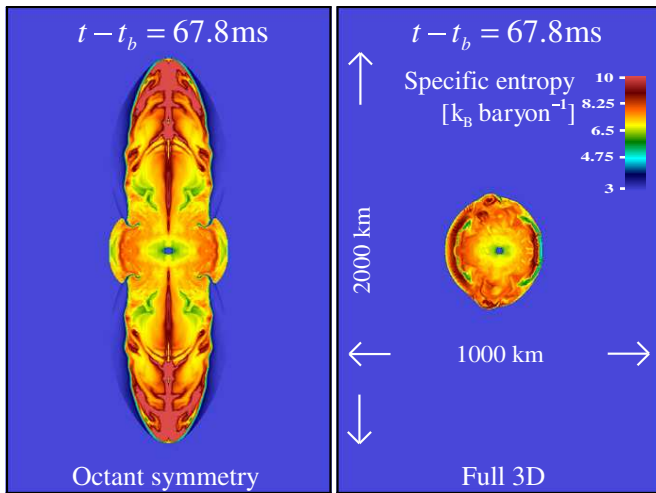 t − t_b = 67.8ms
Octant symmetry
t − t_b = 67.8ms
Specific entropy
[k_B baryon⁻¹]
10
8.25
6.5
4.75
3
2000 km
1000 km
Full 3D